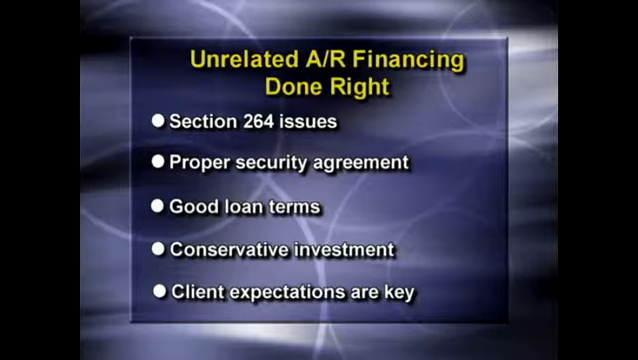 Unrelated A/R Financing
Done Right
● Section 264 issues
● Proper security agreement
● Good loan terms
● Conservative investment
● Client expectations are key